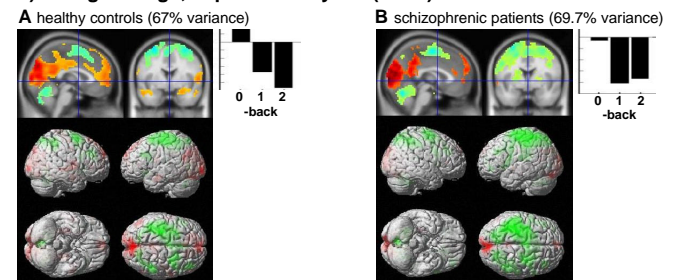 A healthy controls (67% variance)
B schizophrenic patients (69.7% variance)
0 1 2
-back
0 1 2
-back